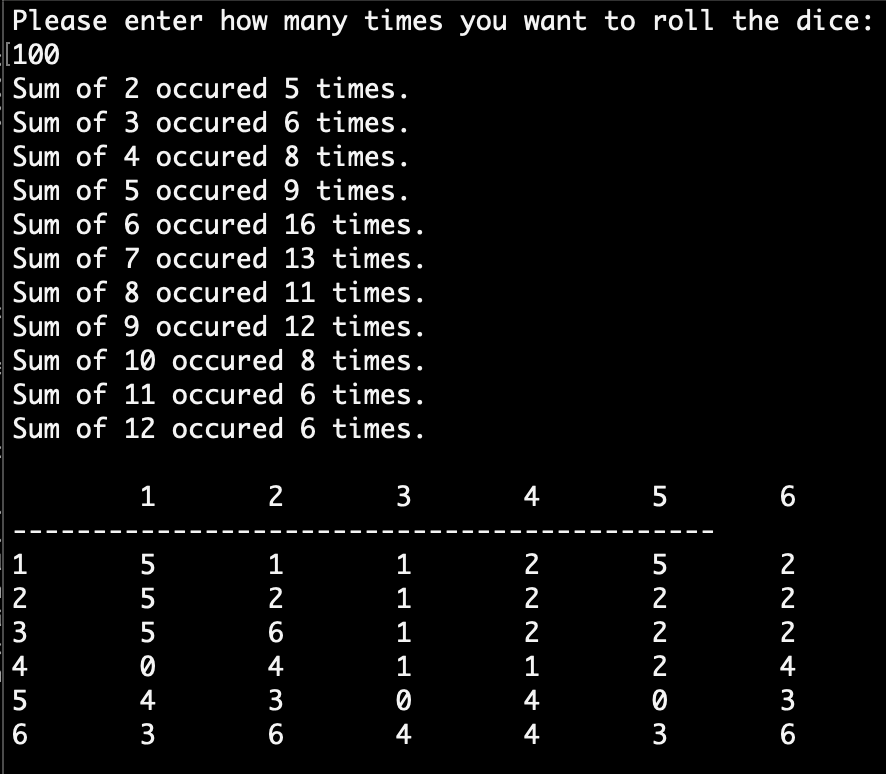 Please enter how many times you want to roll the dice:
[100
Sum of 2 occured 5 times.
Sum of 3 occured 6 times.
Sum of 4 occured 8 times.
Sum of 5 occured 9 times.
Sum of 6 occured 16 times.
Sum of 7 occured 13 times.
Sum of 8 occured 11 times.
Sum of 9 occured 12 times.
Sum of 10 occured 8 times.
Sum of 11 occured 6 times.
Sum of 12 occured 6 times.
1 2 3 4 5 6
--------------------------------------------
1 5 1 1 2 5 2
2 5 2 1 2 2 2
3 5 6 1 2 2 2
4 0 4 1 1 2 4
5 4 3 0 4 0 3
6 3 6 4 4 3 6